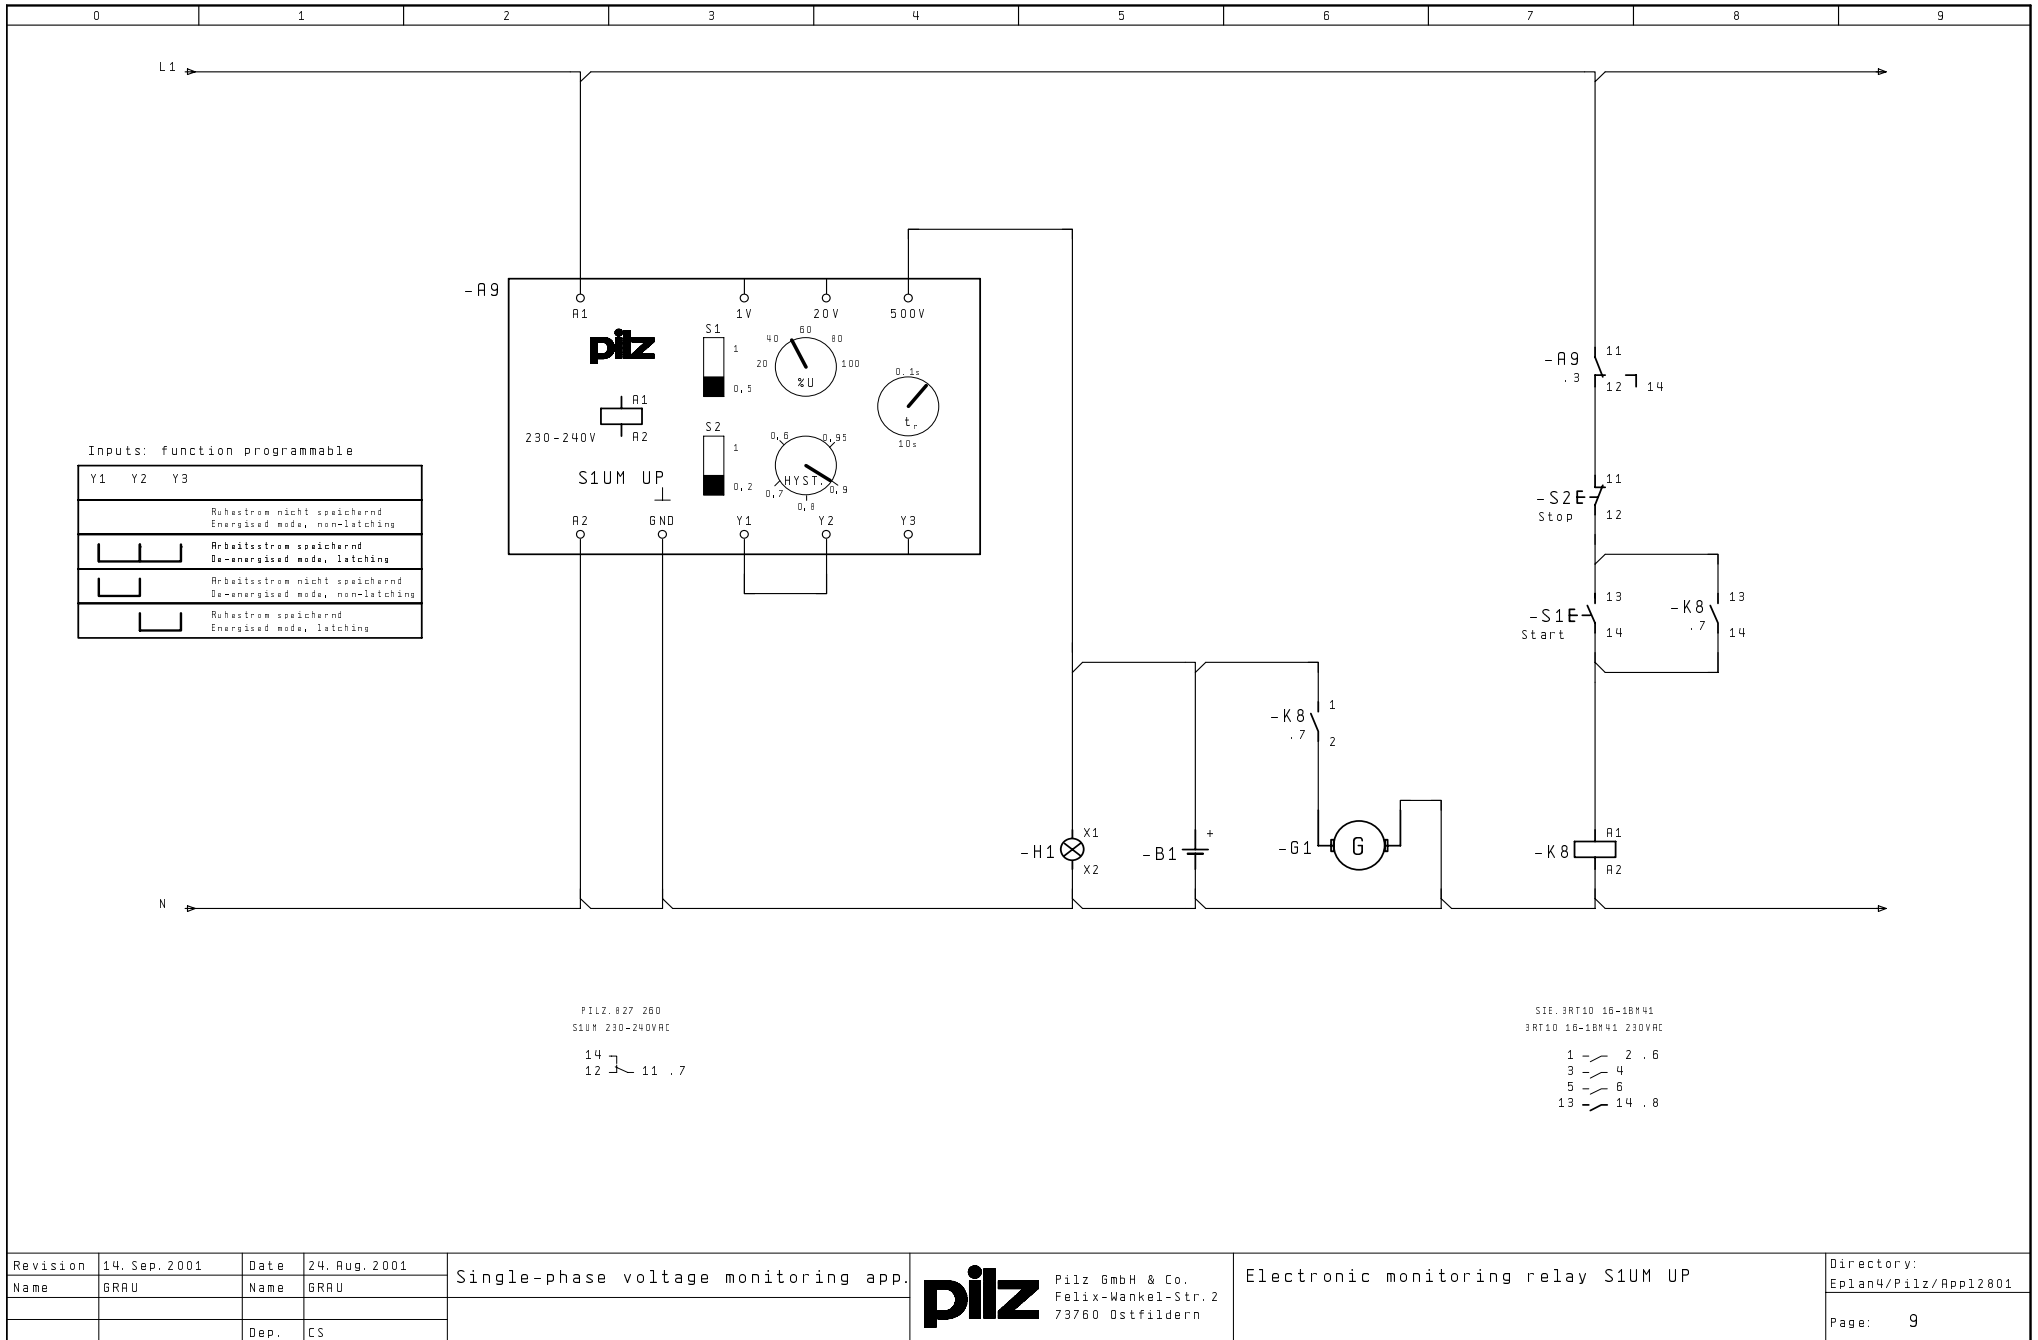 0 1 2 3 4 5 6 7 8 9
L1
-A9
A1 1V 20V 500V
pilz
S1
1
0,5
20 40 60 80 100
%U
0.1s
tr
10s
A1
A2
230-240V
S2
1
0,2
0,6 0,95
0,7 0,8 0,9
HYST.
S1UM UP
A2 GND Y1 Y2 Y3
Inputs: function programmable
Y1 Y2 Y3
Ruhestrom nicht speichernd
Energised mode, non-latching
Arbeitsstrom speichernd
De-energised mode, latching
Arbeitsstrom nicht speichernd
De-energised mode, non-latching
Ruhestrom speichernd
Energised mode, latching
-A9 11
.3 12 14
-S2 11
Stop 12
-S1 13
Start 14
-K8 13
.7 14
-K8 1
.7 2
-H1 X1
X2
-B1 +
-G1 G
-K8 A1
A2
N
PILZ.827 260
S1UM 230-240VAC
14
12 11 .7
SIE.3RT10 16-1BM41
3RT10 16-1BM41 230VAC
1 2 .6
3 4
5 6
13 14 .8
Revision 14.Sep.2001 Date 24.Aug.2001
Name GRAU Name GRAU
Dep. CS
Single-phase voltage monitoring app.
pilz
Pilz GmbH & Co.
Felix-Wankel-Str.2
73760 Ostfildern
Electronic monitoring relay S1UM UP
Directory:
Eplan4/Pilz/Appl2801
Page: 9